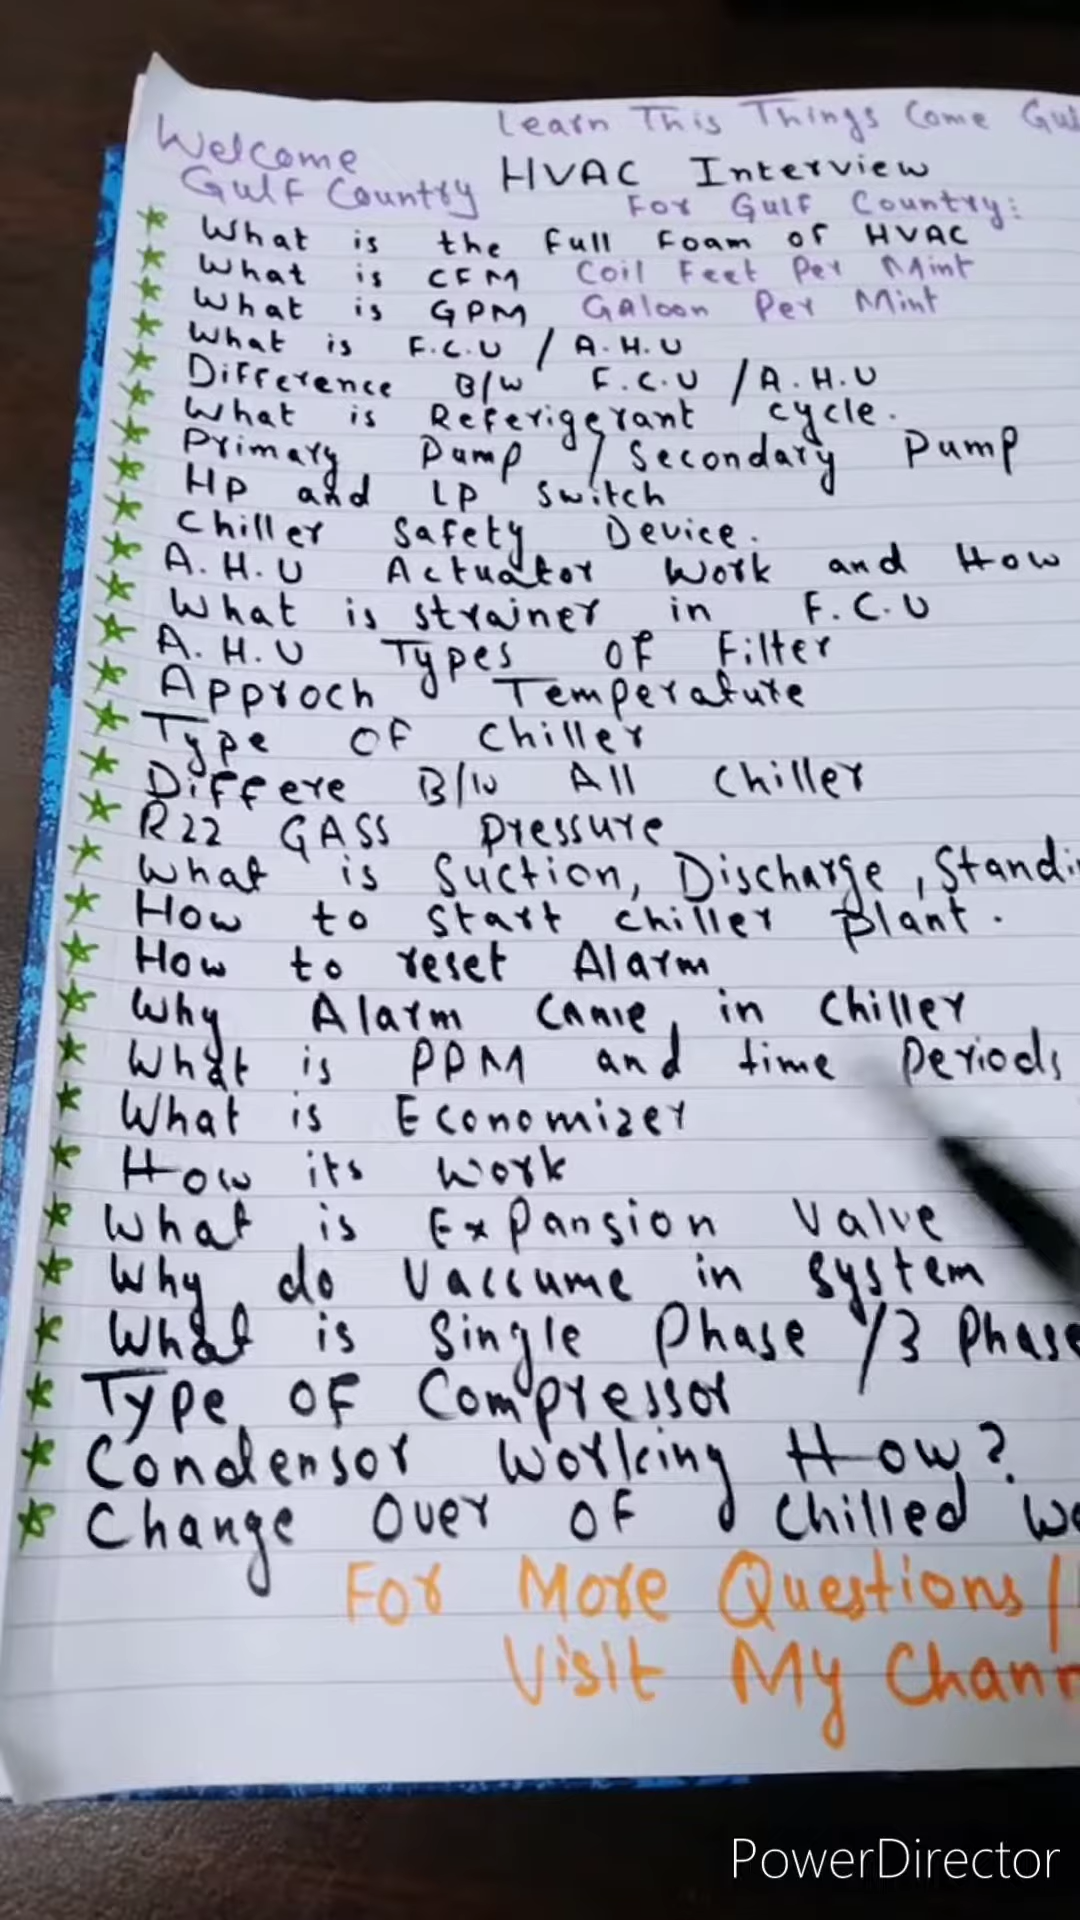 Learn This Things Come
Welcome
Gulf Country
HVAC Interview
For Gulf Country:
What is the full foam of HVAC
What is CFM Coil Feet Per Mint
What is GPM Galoon Per Mint
What is F.C.U / A.H.U
Difference B/W F.C.U / A.H.U
What is Referigerant cycle.
Primary Pump / Secondary Pump
HP and LP Switch
Chiller Safety Device.
A.H.U Actuator Work and How
What is strainer in F.C.U
A.H.U Types OF Filter
Approch Temperature
Type OF chiller
Differe B/W All Chiller
R22 GASS Pressure
What is Suction, Discharge,
How to start chiller plant.
How to reset Alarm
Why Alarm came in chiller
What is PPM and time Periods
What is Economizer
How its work
What is Expansion Valve
Why do Vaccume in system
What is Single Phase /3 Phase
Type OF Compressor
Condensor Working How?
Change Over OF Chilled
For More Questions/
Visit My
PowerDirector